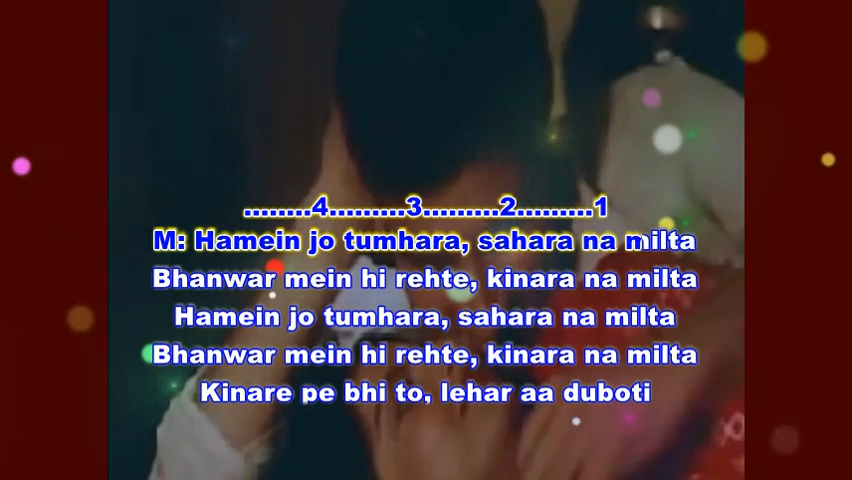 ........4.........3.........2.........1
M: Hamein jo tumhara, sahara na milta
Bhanwar mein hi rehte, kinara na milta
Hamein jo tumhara, sahara na milta
Bhanwar mein hi rehte, kinara na milta
Kinare pe bhi to, lehar aa duboti